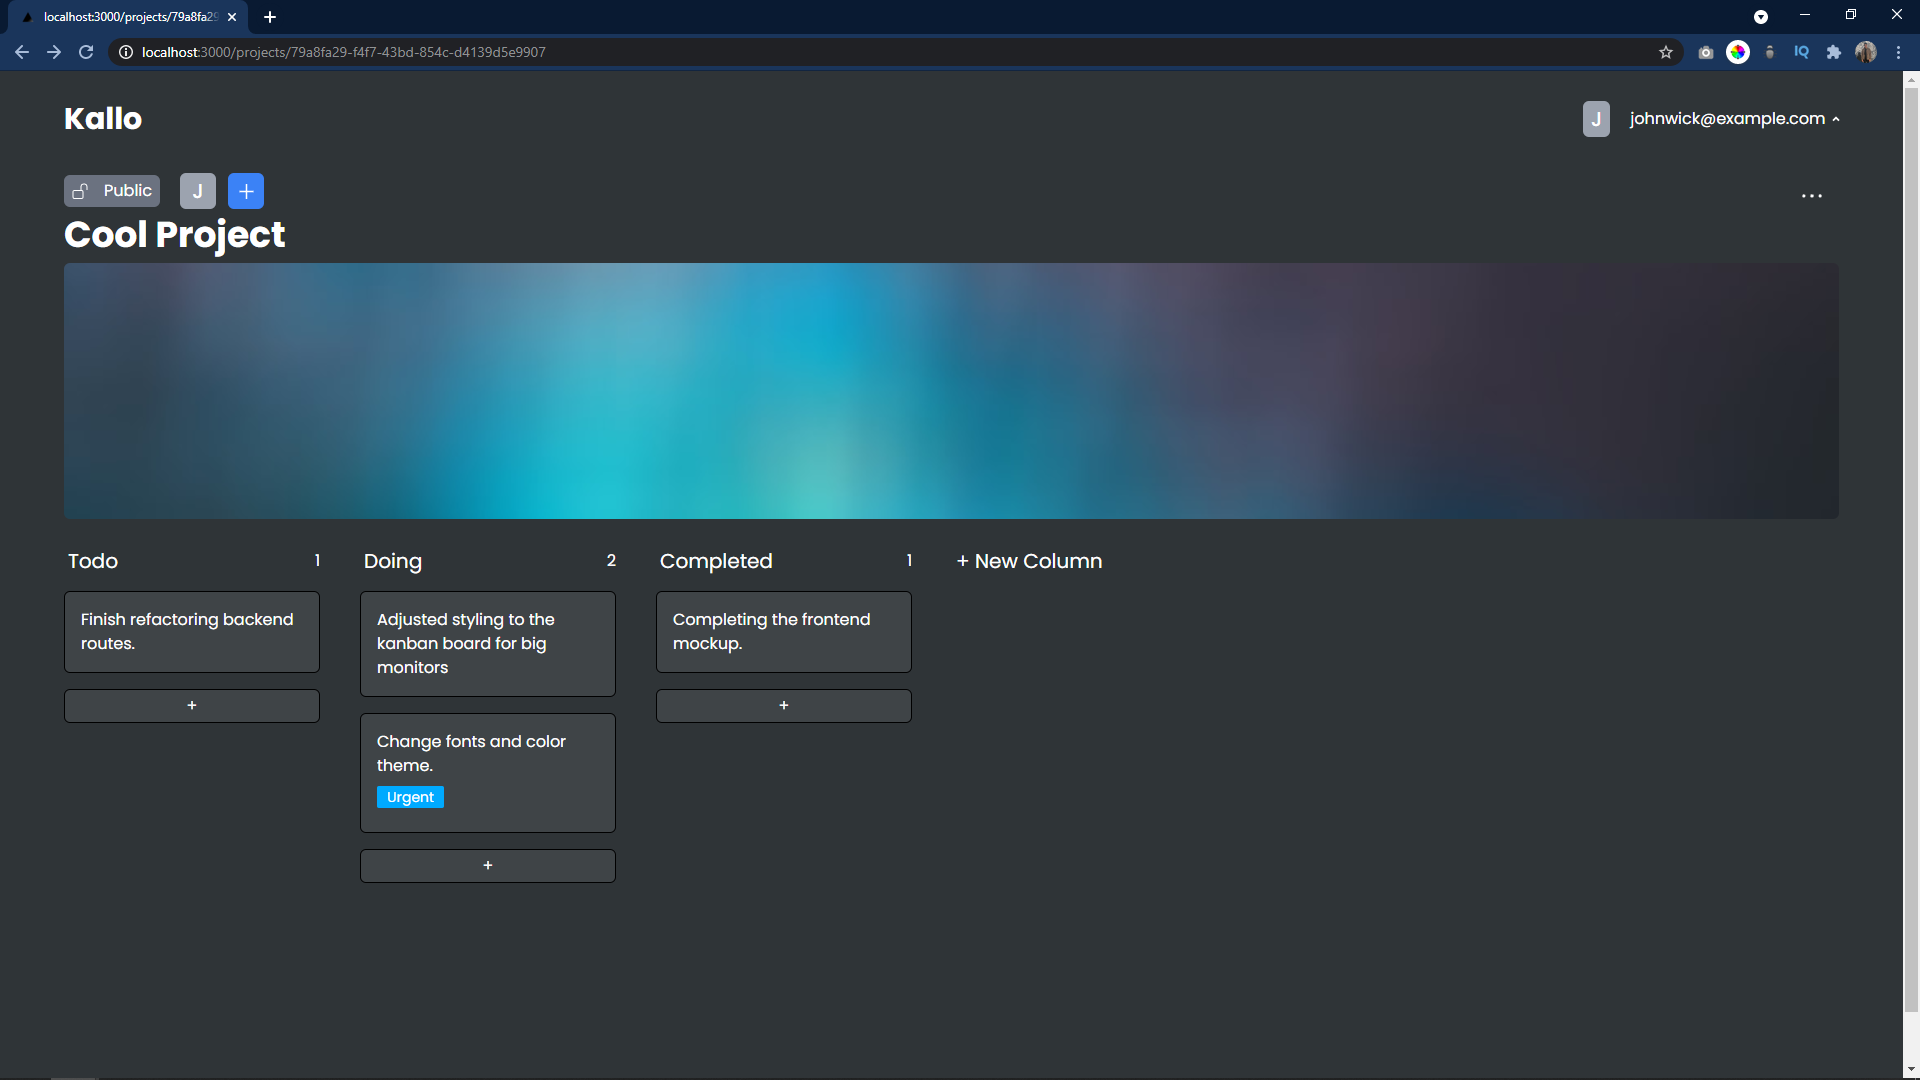 localhost:3000/projects/79a8fa29
localhost:3000/projects/79a8fa29-f4f7-43bd-854c-d4139d5e9907
IQ
Kallo
J
johnwick@example.com
Public
J
+
...
Cool Project
Todo
1
Finish refactoring backend
routes.
+
Doing
2
Adjusted styling to the
kanban board for big
monitors
Change fonts and color
theme.
Urgent
+
Completed
1
Completing the frontend
mockup.
+
+ New Column